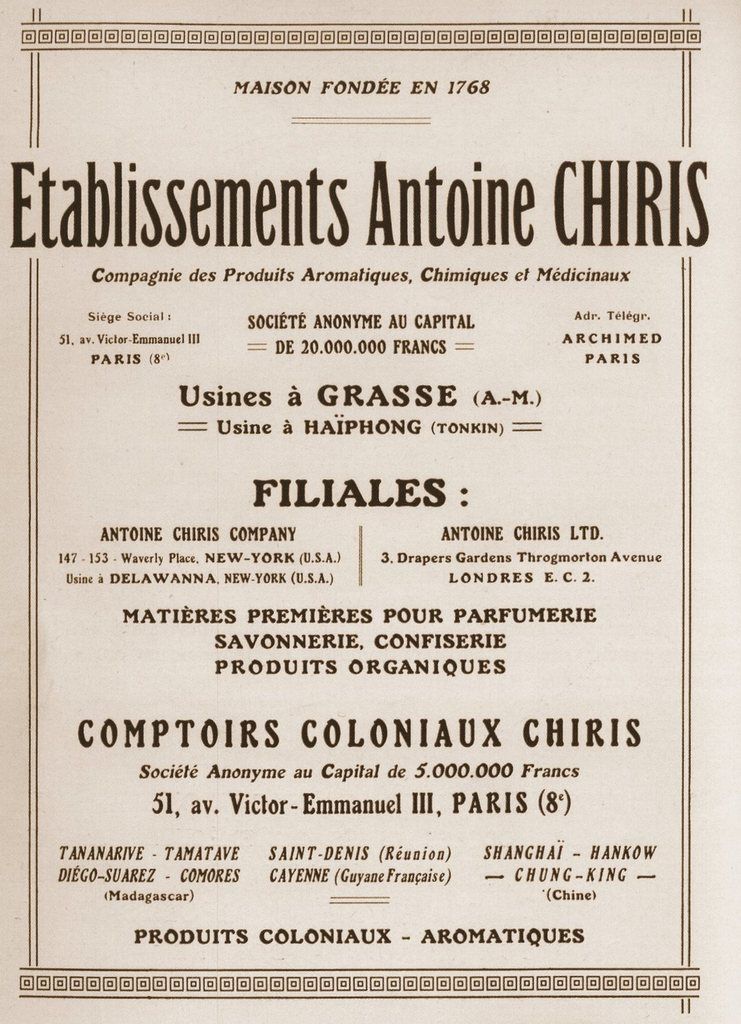 MAISON FONDÉE EN 1768
Etablissements Antoine CHIRIS
Compagnie des Produits Aromatiques, Chimiques et Médicinaux
Siège Social :
51, av. Victor-Emmanuel III
PARIS (8e)
SOCIÉTÉ ANONYME AU CAPITAL
DE 20.000.000 FRANCS
Adr. Télégr.
ARCHIMED
PARIS
Usines à GRASSE (A.-M.)
Usine à HAÏPHONG (TONKIN)
FILIALES :
ANTOINE CHIRIS COMPANY
147 - 153 - Waverly Place, NEW-YORK (U.S.A.)
Usine à DELAWANNA, NEW-YORK (U.S.A.)
ANTOINE CHIRIS LTD.
3, Drapers Gardens Throgmorton Avenue
LONDRES E. C. 2.
MATIÈRES PREMIÈRES POUR PARFUMERIE
SAVONNERIE, CONFISERIE
PRODUITS ORGANIQUES
COMPTOIRS COLONIAUX CHIRIS
Société Anonyme au Capital de 5.000.000 Francs
51, av. Victor-Emmanuel III, PARIS (8e)
TANANARIVE - TAMATAVE
DIÉGO-SUAREZ - COMORES
(Madagascar)
SAINT-DENIS (Réunion)
CAYENNE (Guyane Française)
SHANGHAÏ - HANKOW
— CHUNG-KING —
(Chine)
PRODUITS COLONIAUX - AROMATIQUES